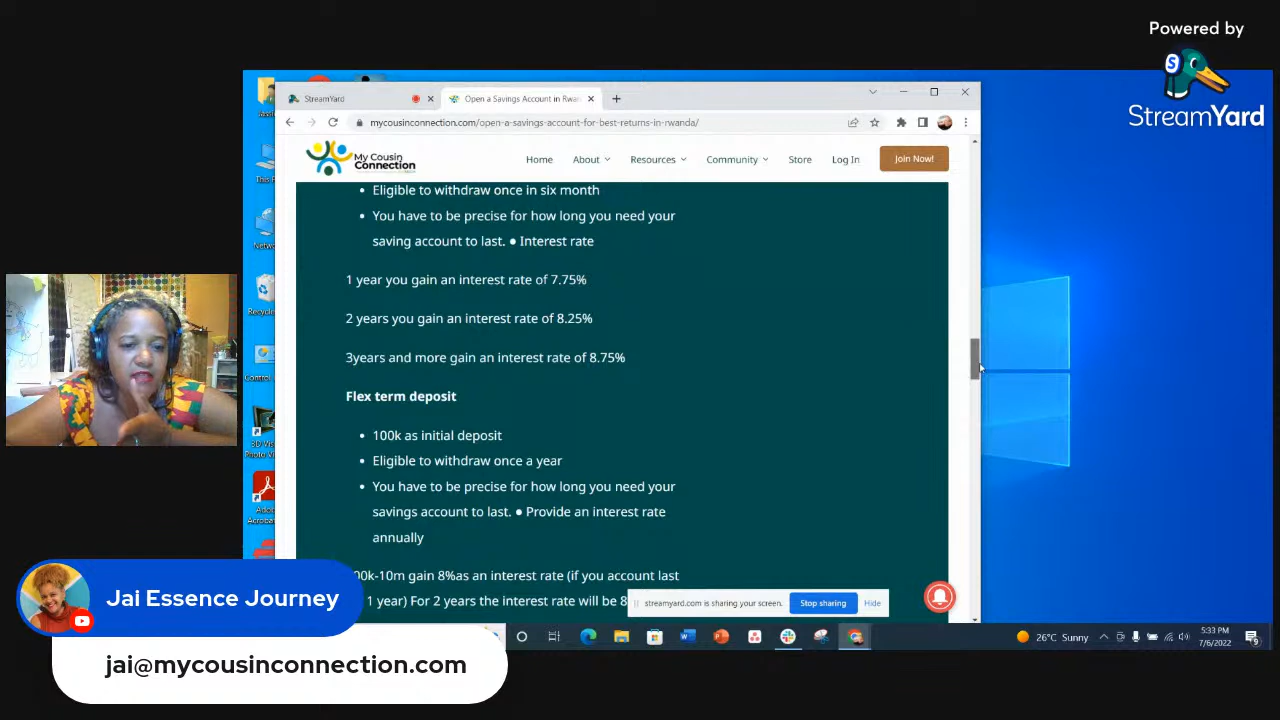 Powered by
StreamYard
StreamYard
Open a Savings Account in Rwan
mycousinconnection.com/open-a-savings-account-for-best-returns-in-rwanda/
My Cousin
Connection
Home
About
Resources
Community
Store
Log In
Join Now!
• Eligible to withdraw once in six month
• You have to be precise for how long you need your
saving account to last. ● Interest rate
1 year you gain an interest rate of 7.75%
2 years you gain an interest rate of 8.25%
3years and more gain an interest rate of 8.75%
Flex term deposit
• 100k as initial deposit
• Eligible to withdraw once a year
• You have to be precise for how long you need your
savings account to last. ● Provide an interest rate
annually
00k-10m gain 8%as an interest rate (if you account last
1 year) For 2 years the interest rate will be 8
streamyard.com is sharing your screen.
Stop sharing
Hide
Jai Essence Journey
jai@mycousinconnection.com
26°C Sunny
5:33 PM
7/6/2022